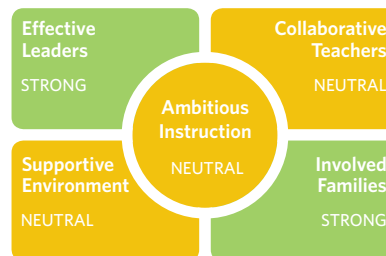 Effective
Leaders
STRONG
Collaborative
Teachers
NEUTRAL
Ambitious
Instruction
NEUTRAL
Supportive
Environment
NEUTRAL
Involved
Families
STRONG